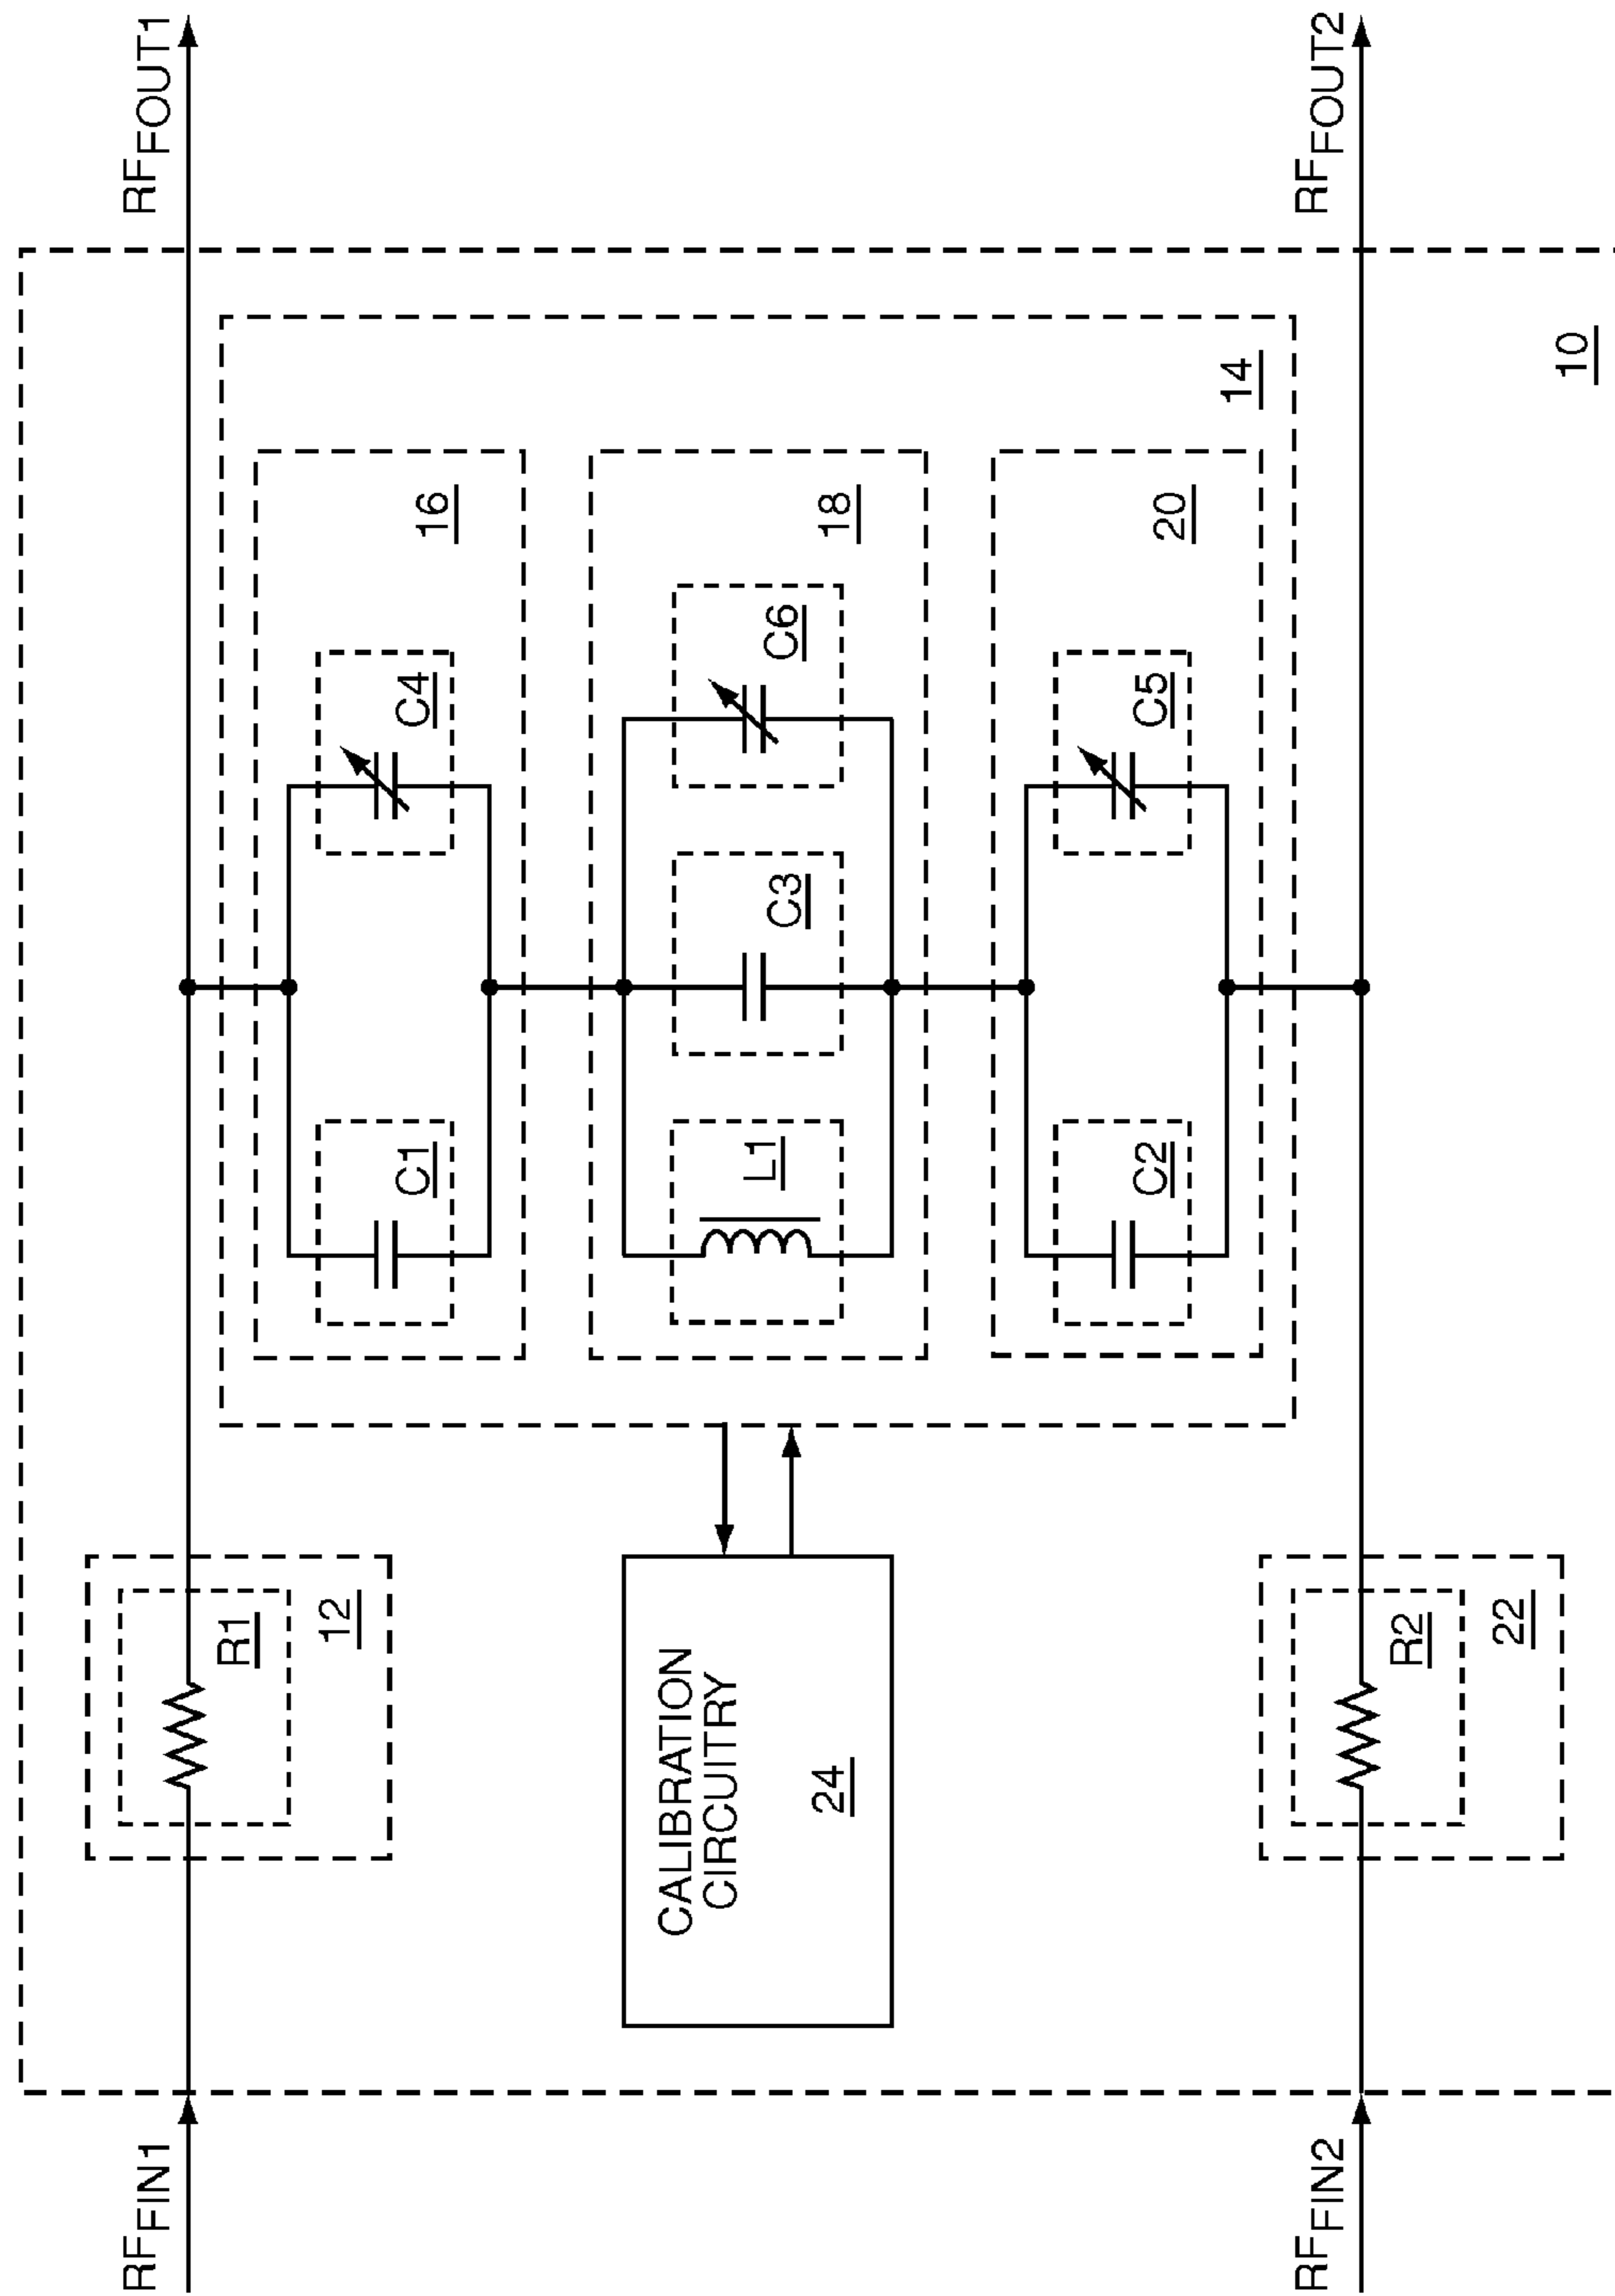 RFFIN1
R1
12
RFFOUT1
C1
C4
16
CALIBRATION
CIRCUITRY
24
L1
C3
C6
18
C2
C5
20
14
RFFIN2
R2
22
RFFOUT2
10